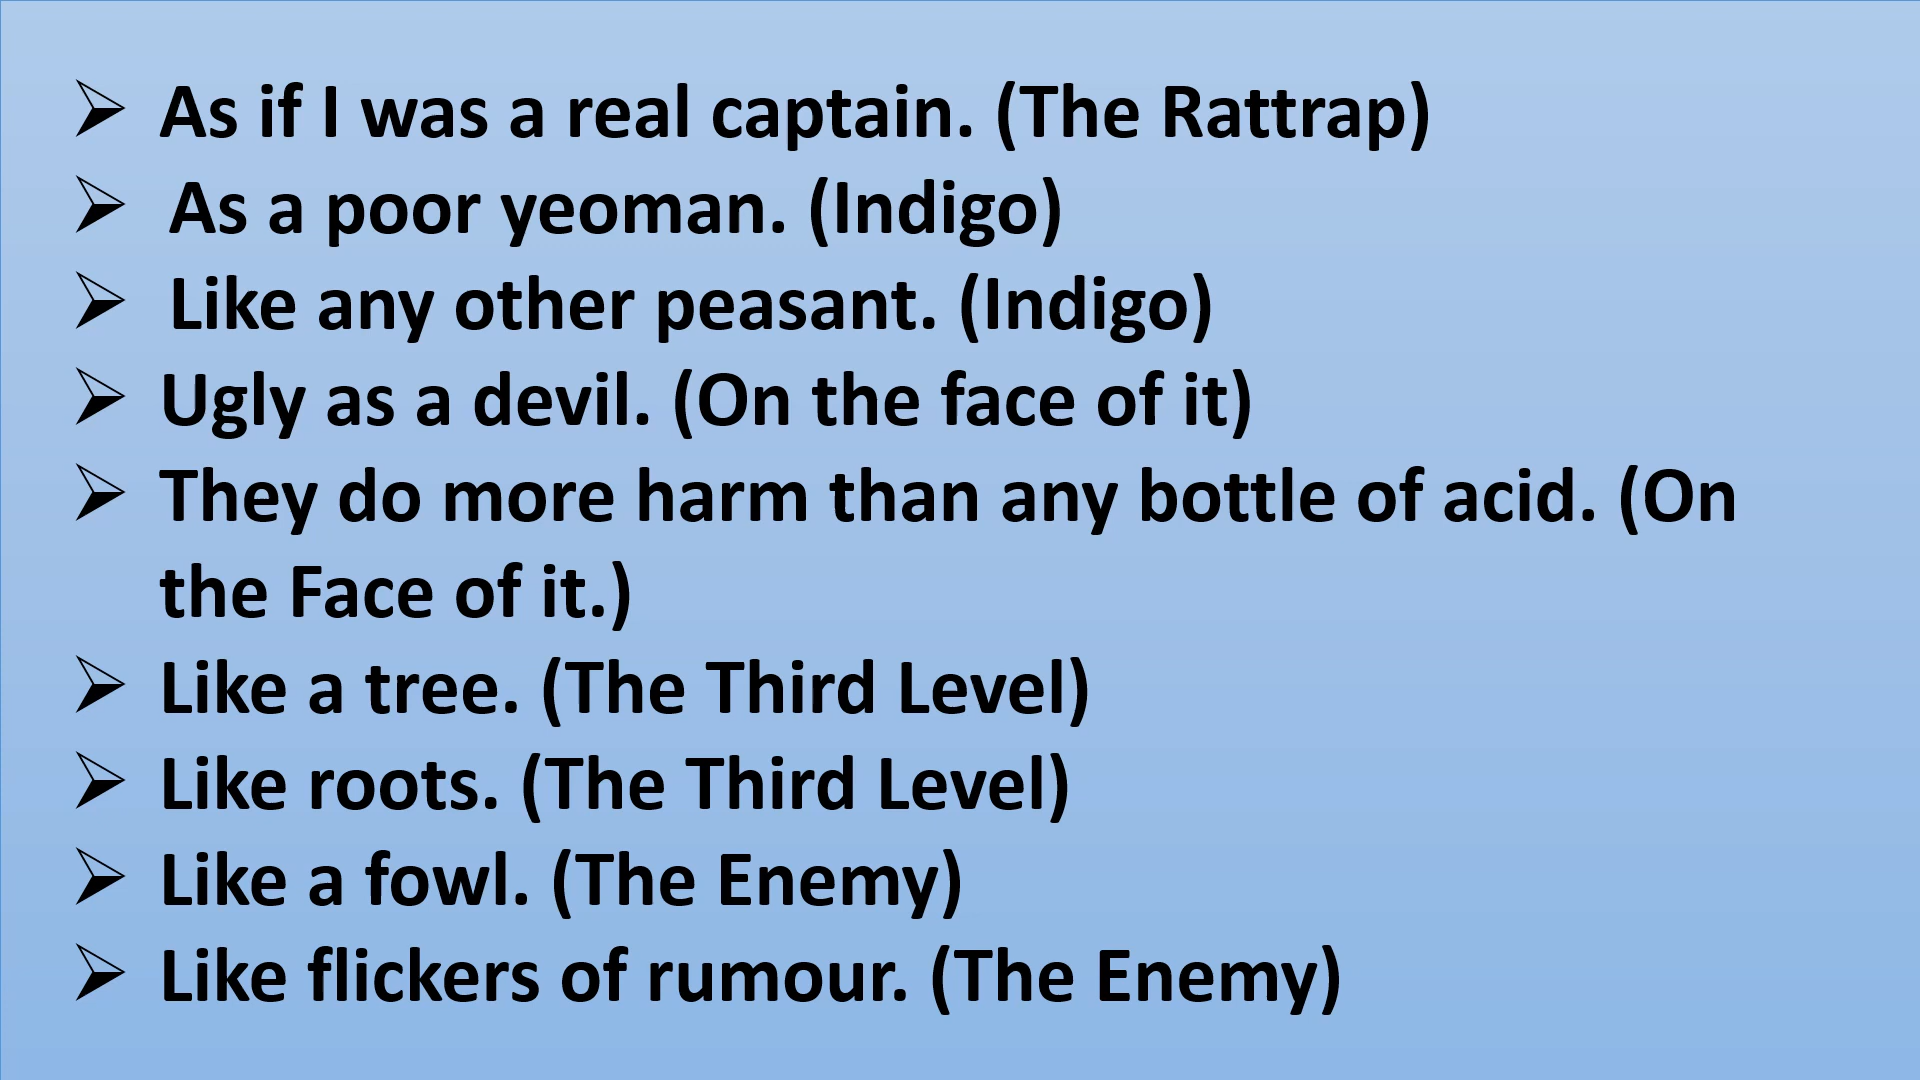 ➢ As if I was a real captain. (The Rattrap)
➢ As a poor yeoman. (Indigo)
➢ Like any other peasant. (Indigo)
➢ Ugly as a devil. (On the face of it)
➢ They do more harm than any bottle of acid. (On
the Face of it.)
➢ Like a tree. (The Third Level)
➢ Like roots. (The Third Level)
➢ Like a fowl. (The Enemy)
➢ Like flickers of rumour. (The Enemy)